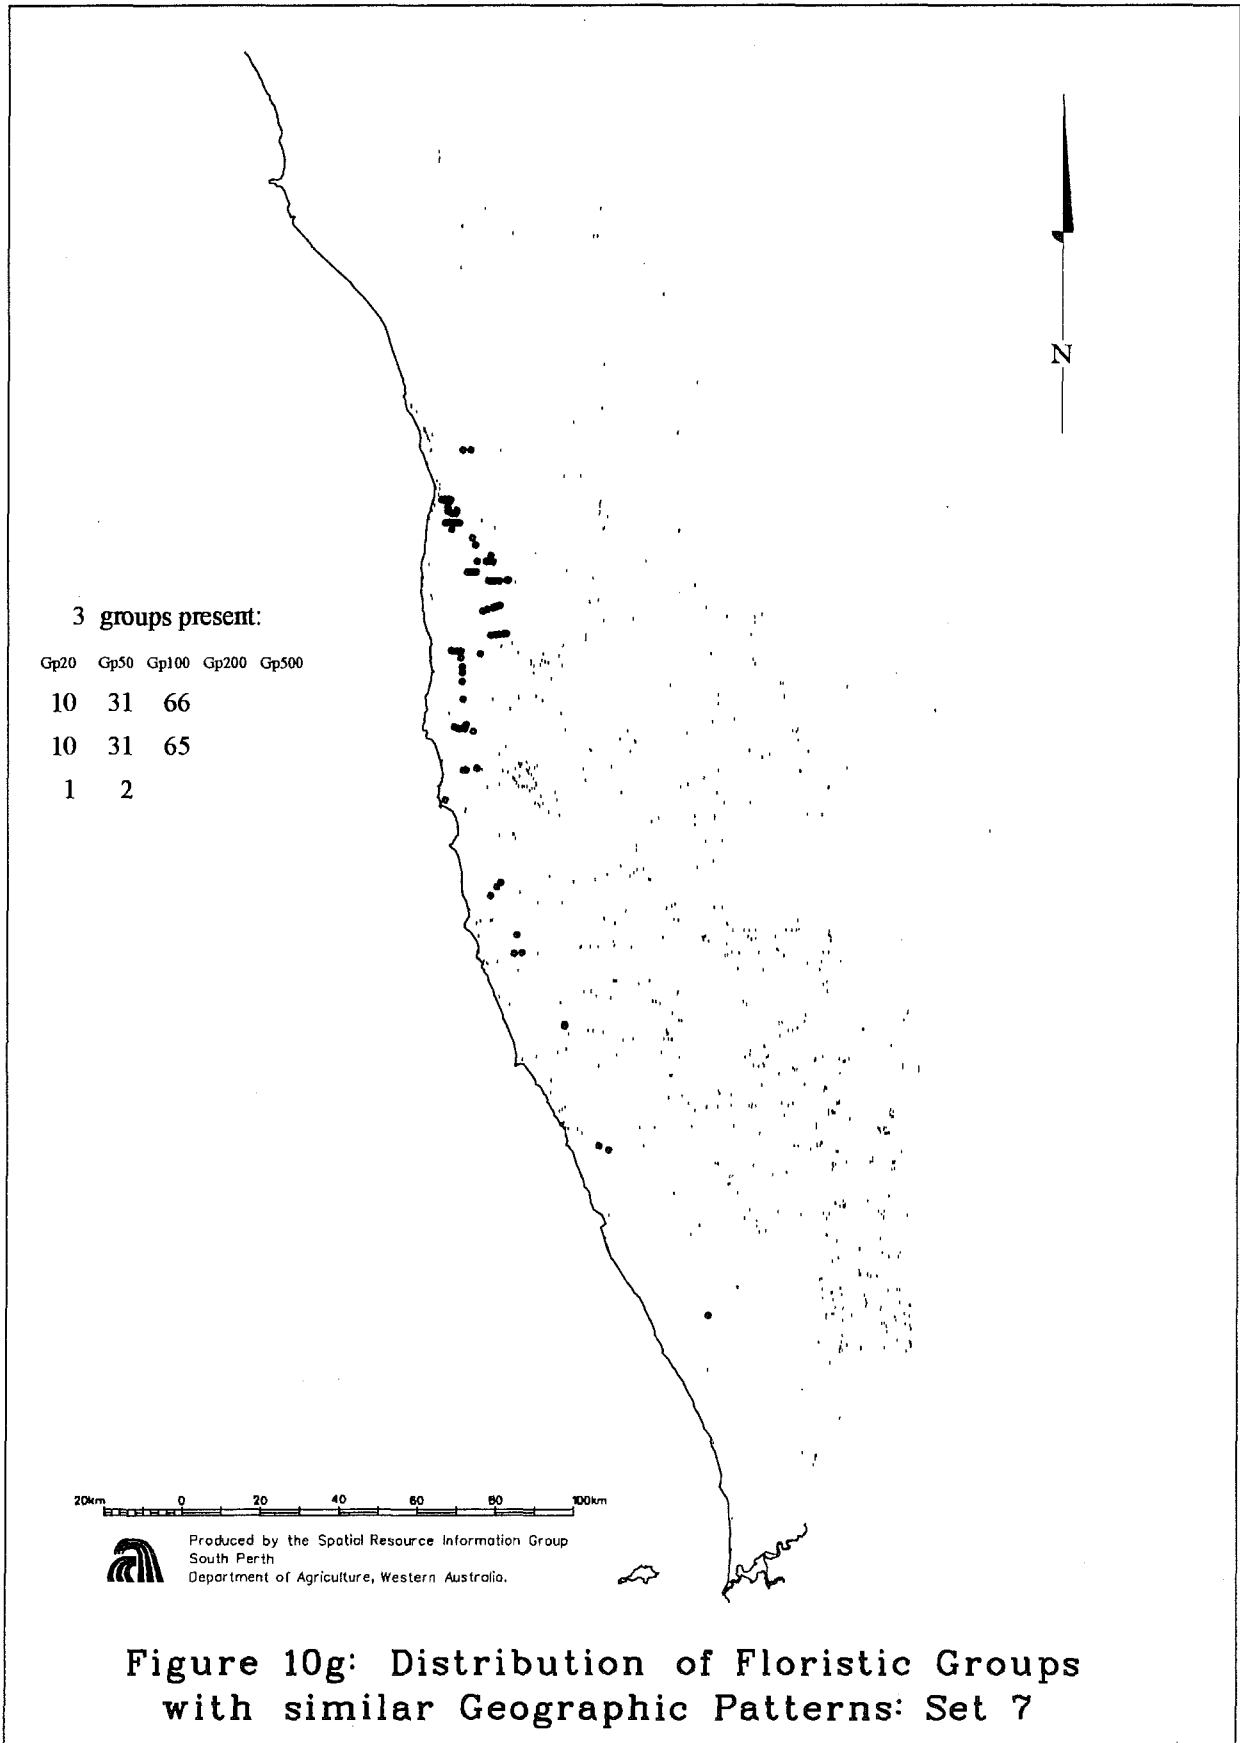 N
3 groups present:
Gp20 Gp50 Gp100 Gp200 Gp500
10 31 66
10 31 65
1 2
20km 0 20 40 60 80 100km
Produced by the Spatial Resource Information Group
South Perth
Department of Agriculture, Western Australia.
Figure 10g: Distribution of Floristic Groups
with similar Geographic Patterns: Set 7